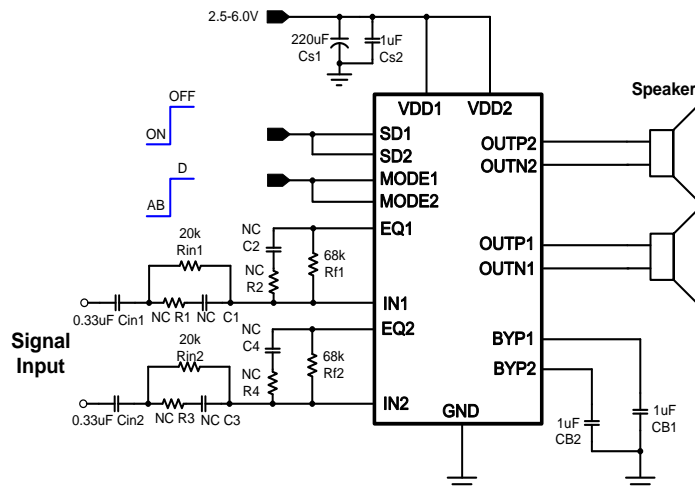 2.5-6.0V
220uF
Cs1
1uF
Cs2
OFF
ON
D
AB
VDD1
VDD2
SD1
SD2
MODE1
MODE2
EQ1
IN1
EQ2
IN2
GND
OUTP2
OUTN2
OUTP1
OUTN1
BYP1
BYP2
Speaker
20k
Rin1
NC
C2
NC
R2
68k
Rf1
0.33uF Cin1
NC R1
NC C1
Signal
Input
20k
Rin2
NC
C4
NC
R4
68k
Rf2
0.33uF Cin2
NC R3
NC C3
1uF
CB2
1uF
CB1